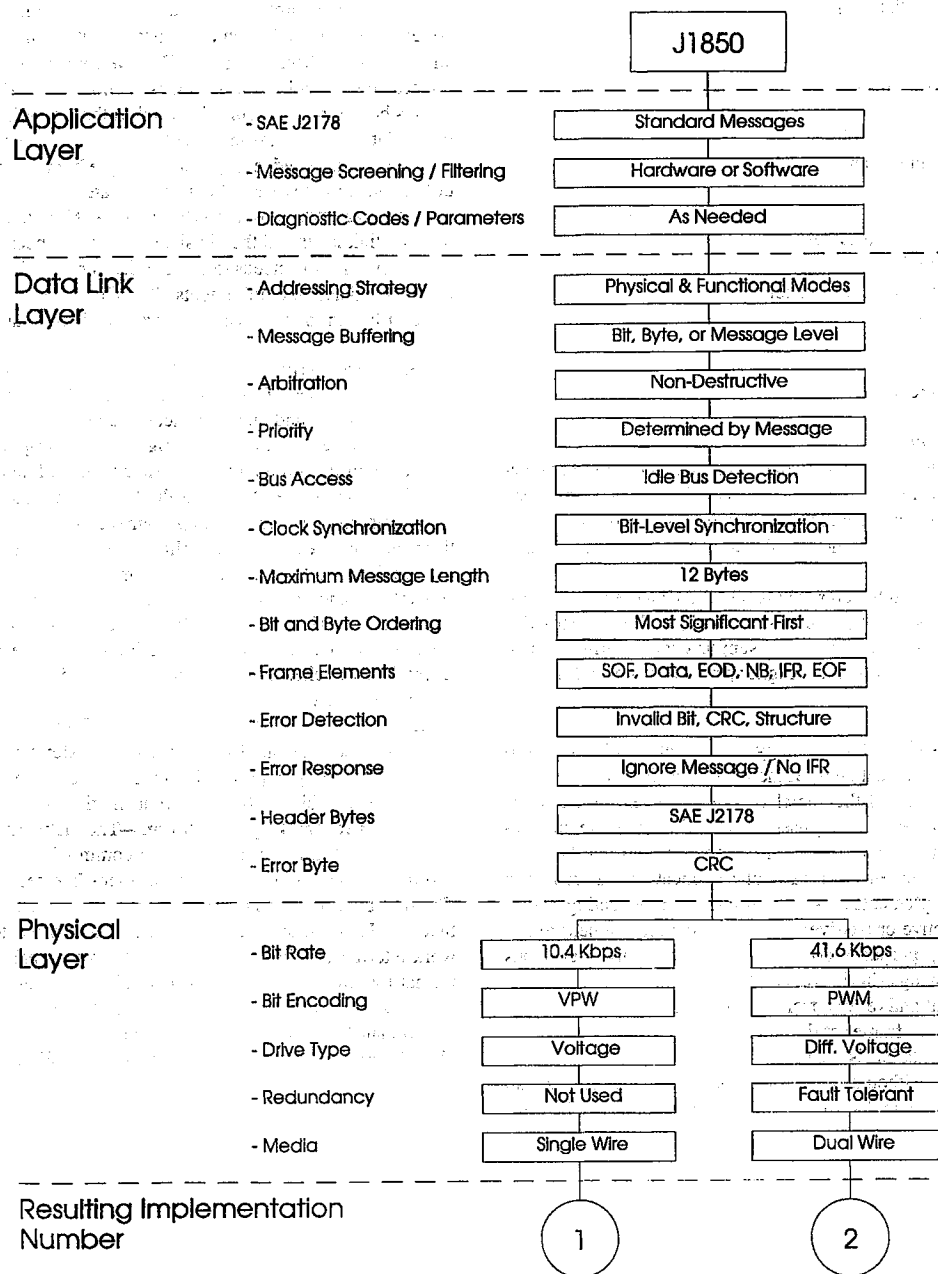 J1850
Application
Layer
- SAE J2178
Standard Messages
- Message Screening / Filtering
Hardware or Software
- Diagnostic Codes / Parameters
As Needed
Data Link
Layer
- Addressing Strategy
Physical & Functional Modes
- Message Buffering
Bit, Byte, or Message Level
- Arbitration
Non-Destructive
- Priority
Determined by Message
- Bus Access
Idle Bus Detection
- Clock Synchronization
Bit-Level Synchronization
- Maximum Message Length
12 Bytes
- Bit and Byte Ordering
Most Significant First
- Frame Elements
SOF, Data, EOD, NB, IFR, EOF
- Error Detection
Invalid Bit, CRC, Structure
- Error Response
Ignore Message / No IFR
- Header Bytes
SAE J2178
- Error Byte
CRC
Physical
Layer
- Bit Rate
10.4 Kbps
41.6 Kbps
- Bit Encoding
VPW
PWM
- Drive Type
Voltage
Diff. Voltage
- Redundancy
Not Used
Fault Tolerant
- Media
Single Wire
Dual Wire
Resulting Implementation
Number
1
2